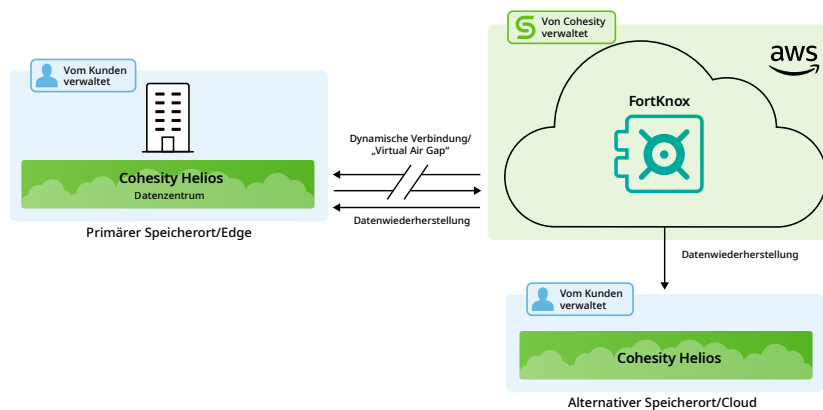 Von Cohesity
verwaltet
aws
Vom Kunden
verwaltet
FortKnox
Dynamische Verbindung/
„Virtual Air Gap“
Cohesity Helios
Datenzentrum
Datenwiederherstellung
Primärer Speicherort/Edge
Datenwiederherstellung
Vom Kunden
verwaltet
Cohesity Helios
Alternativer Speicherort/Cloud